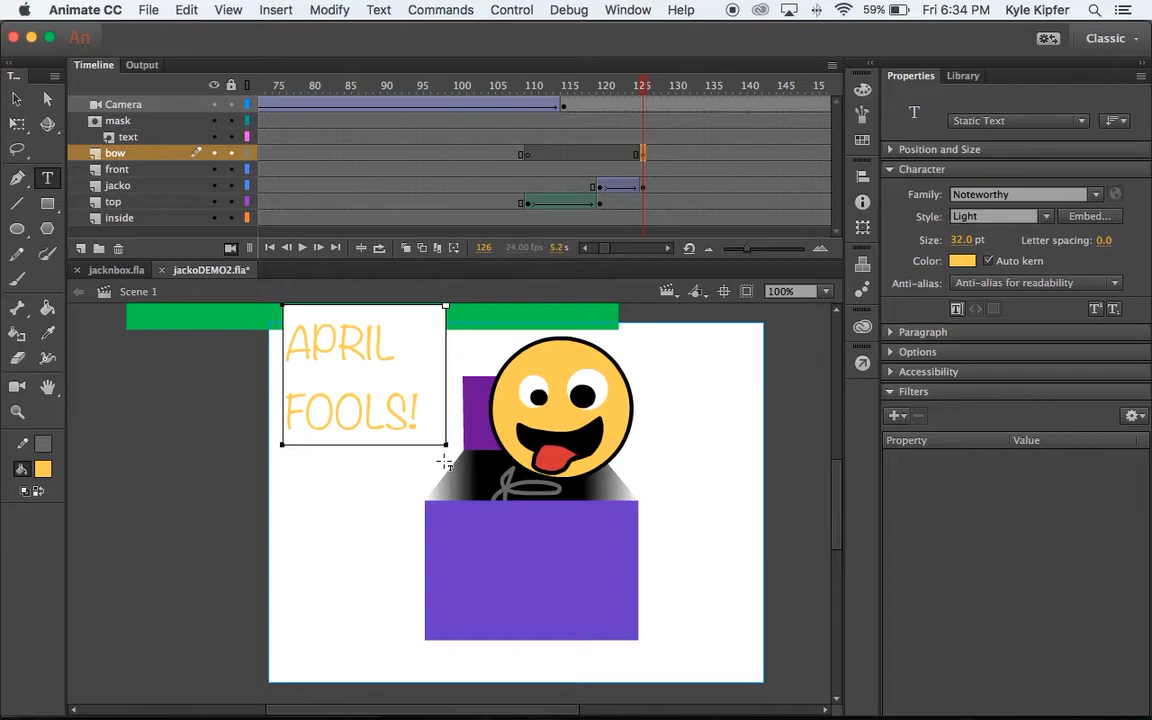 Animate CC File Edit View Insert Modify Text Commands Control Debug Window Help 59% Fri 6:34 PM Kyle Kipfer
An Classic
T... Timeline Output Properties Library
75 80 85 90 95 100 105 110 115 120 125 130 135 140 145 15
Camera
mask
text
bow
front
jacko
top
inside
126 24.00 fps 5.2 s
jacknbox.fla jackoDEMO2.fla*
Scene 1 100%
APRIL
FOOLS!
T Static Text
Position and Size
Character
Family: Noteworthy
Style: Light Embed...
Size: 32.0 pt Letter spacing: 0.0
Color: Auto kern
Anti-alias: Anti-alias for readability
Paragraph
Options
Accessibility
Filters
Property Value